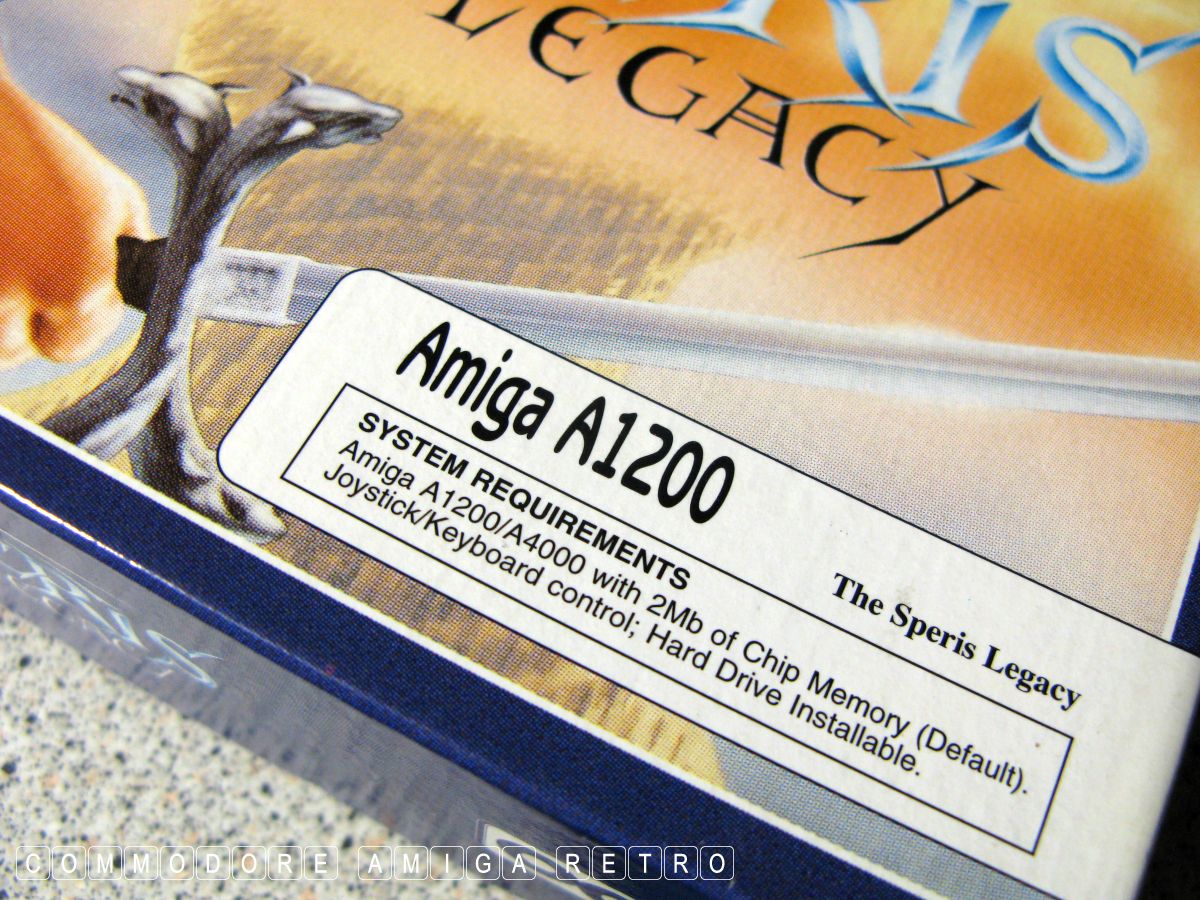 RIS
LEGACY
Amiga A1200
The Speris Legacy
SYSTEM REQUIREMENTS
Amiga A1200/A4000 with 2Mb of Chip Memory (Default).
Joystick/Keyboard control; Hard Drive Installable.
COMMODORE AMIGA RETRO